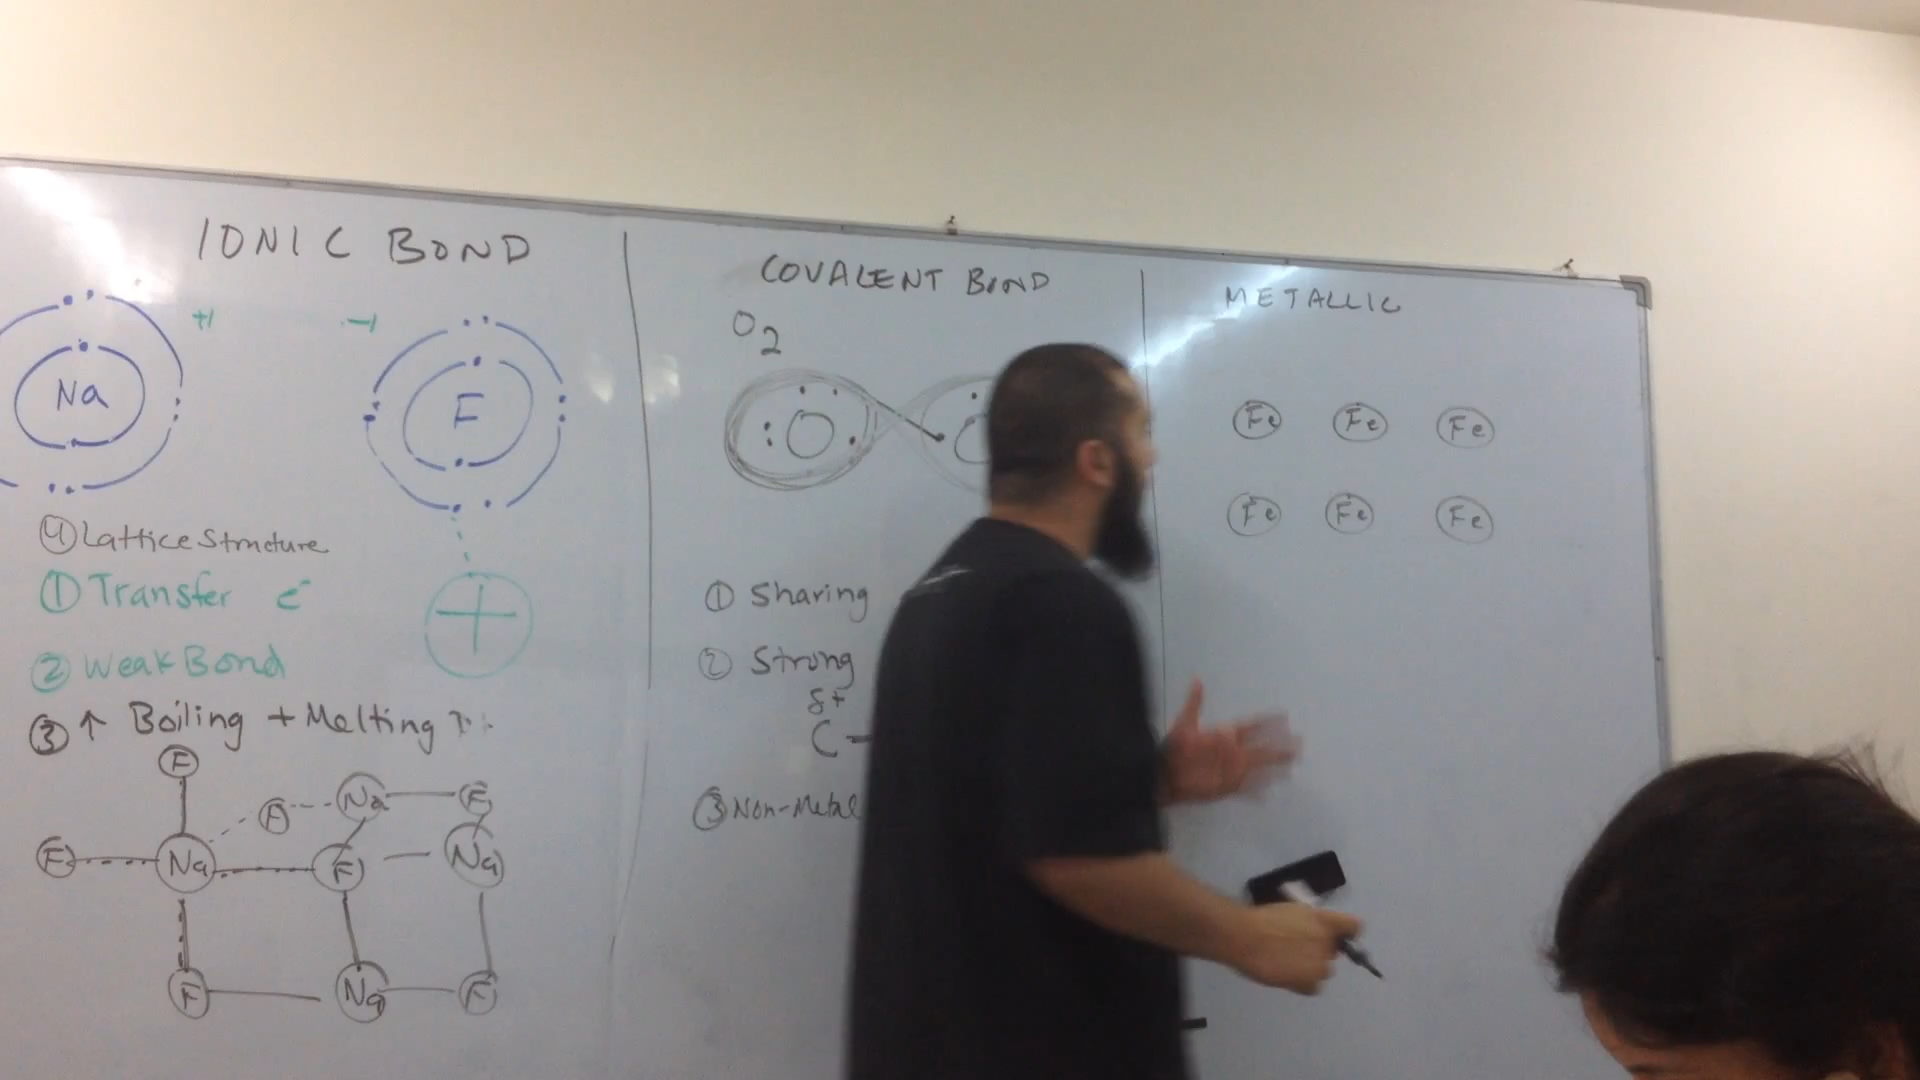 IONIC BOND
+1
-1
Na
F
④ Lattice Structure
① Transfer e-
② Weak Bond
+
③ ↑ Boiling + Melting
F
F
Na
F
F
Na
F
F
Na
F
Na
F
COVALENT BOND
O2
① Sharing
② Strong
δ+
C-
③ Non-Metal
METALLIC
Fe Fe Fe
Fe Fe Fe